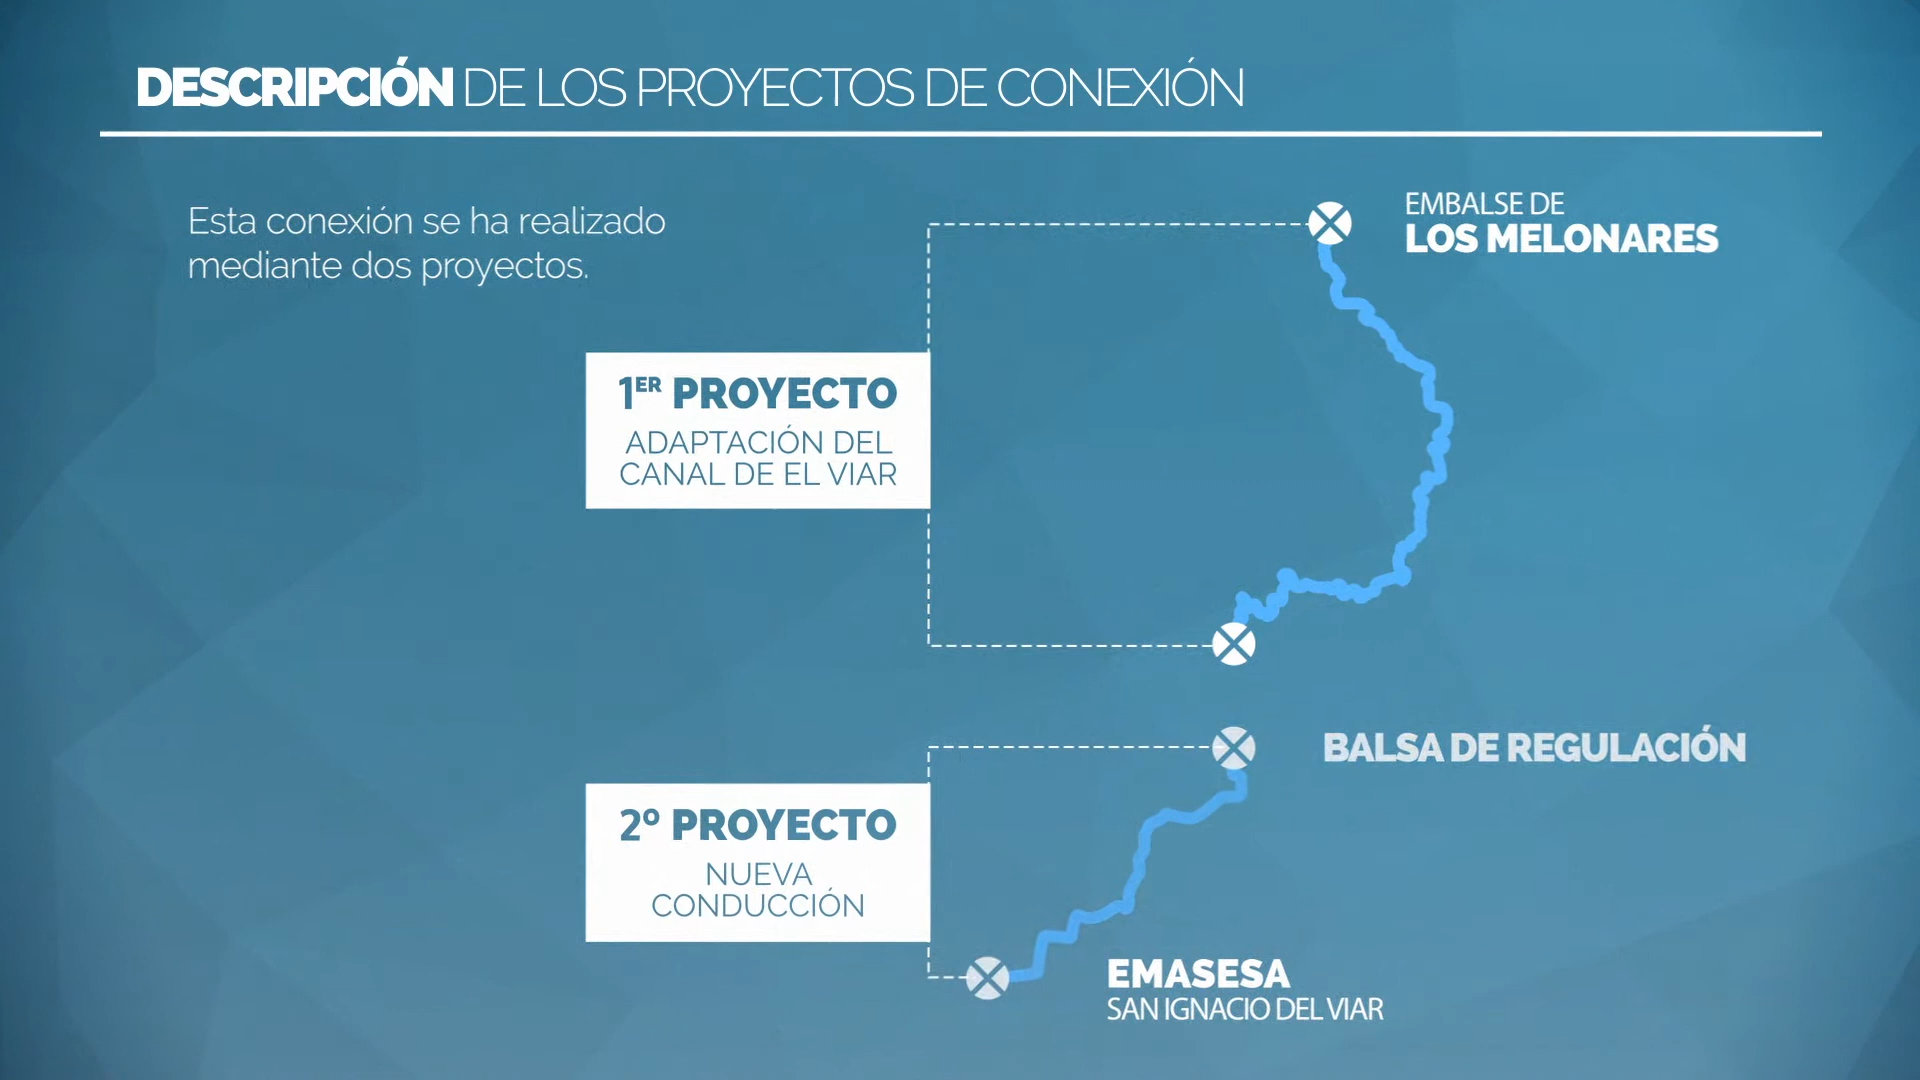 DESCRIPCIÓN DE LOS PROYECTOS DE CONEXIÓN
Esta conexión se ha realizado
mediante dos proyectos.
EMBALSE DE
LOS MELONARES
1ER PROYECTO
ADAPTACIÓN DEL
CANAL DE EL VIAR
BALSA DE REGULACIÓN
2º PROYECTO
NUEVA
CONDUCCIÓN
EMASESA
SAN IGNACIO DEL VIAR